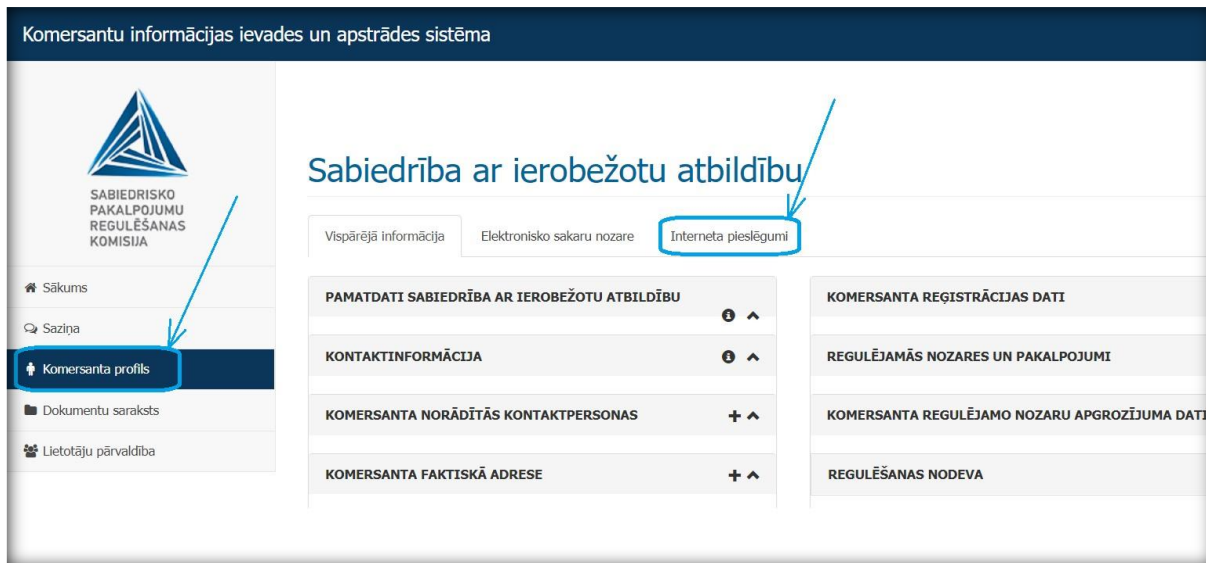 Komersantu informācijas ievades un apstrādes sistēma
SABIEDRISKO
PAKALPOJUMU
REGULĒŠANAS
KOMISIJA
Sākums
Saziņa
Komersanta profils
Dokumentu saraksts
Lietotāju pārvaldība
Sabiedrība ar ierobežotu atbildību
Vispārējā informācija
Elektronisko sakaru nozare
Interneta pieslēgumi
PAMATDATI SABIEDRĪBA AR IEROBEŽOTU ATBILDĪBU
KONTAKTINFORMĀCIJA
KOMERSANTA NORĀDĪTĀS KONTAKTPERSONAS
KOMERSANTA FAKTISKĀ ADRESE
KOMERSANTA REĢISTRĀCIJAS DATI
REGULĒJAMĀS NOZARES UN PAKALPOJUMI
KOMERSANTA REGULĒJAMO NOZARU APGROZĪJUMA DATI
REGULĒŠANAS NODEVA